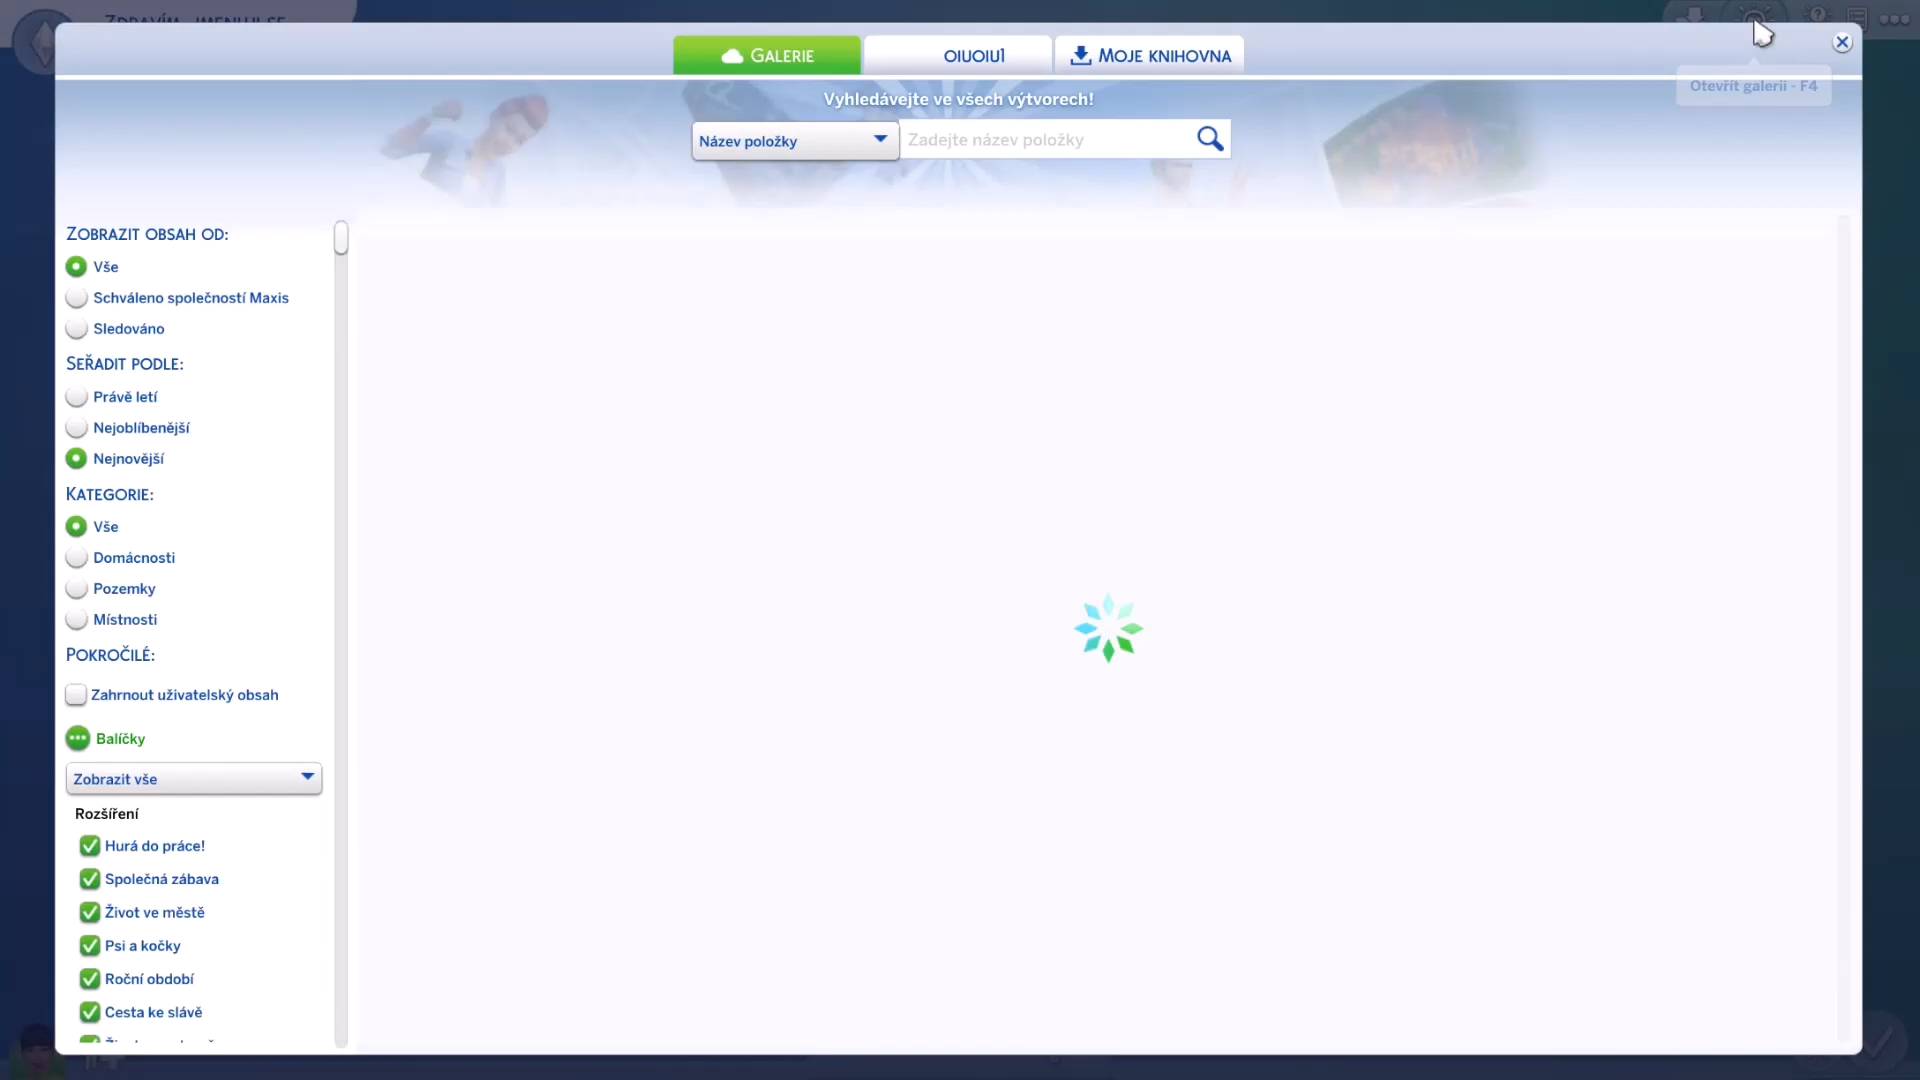 Zdravím, jmenuji se
Galerie
OIUOIU1
Moje knihovna
Otevřít galerii - F4
Vyhledávejte ve všech výtvorech!
Název položky
Zadejte název položky
Zobrazit obsah od:
Vše
Schváleno společností Maxis
Sledováno
Seřadit podle:
Právě letí
Nejoblíbenější
Nejnovější
Kategorie:
Vše
Domácnosti
Pozemky
Místnosti
Pokročilé:
Zahrnout uživatelský obsah
Balíčky
Zobrazit vše
Rozšíření
Hurá do práce!
Společná zábava
Život ve městě
Psi a kočky
Roční období
Cesta ke slávě